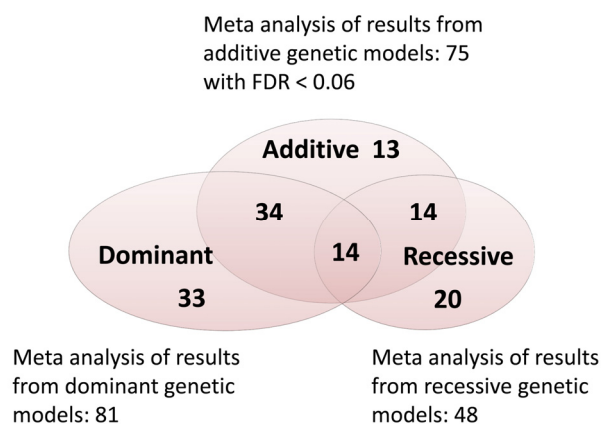 Meta analysis of results from
additive genetic models: 75
with FDR < 0.06
Additive 13
34
14
Dominant
14
Recessive
33
20
Meta analysis of results
from dominant genetic
models: 81
Meta analysis of results
from recessive genetic
models: 48